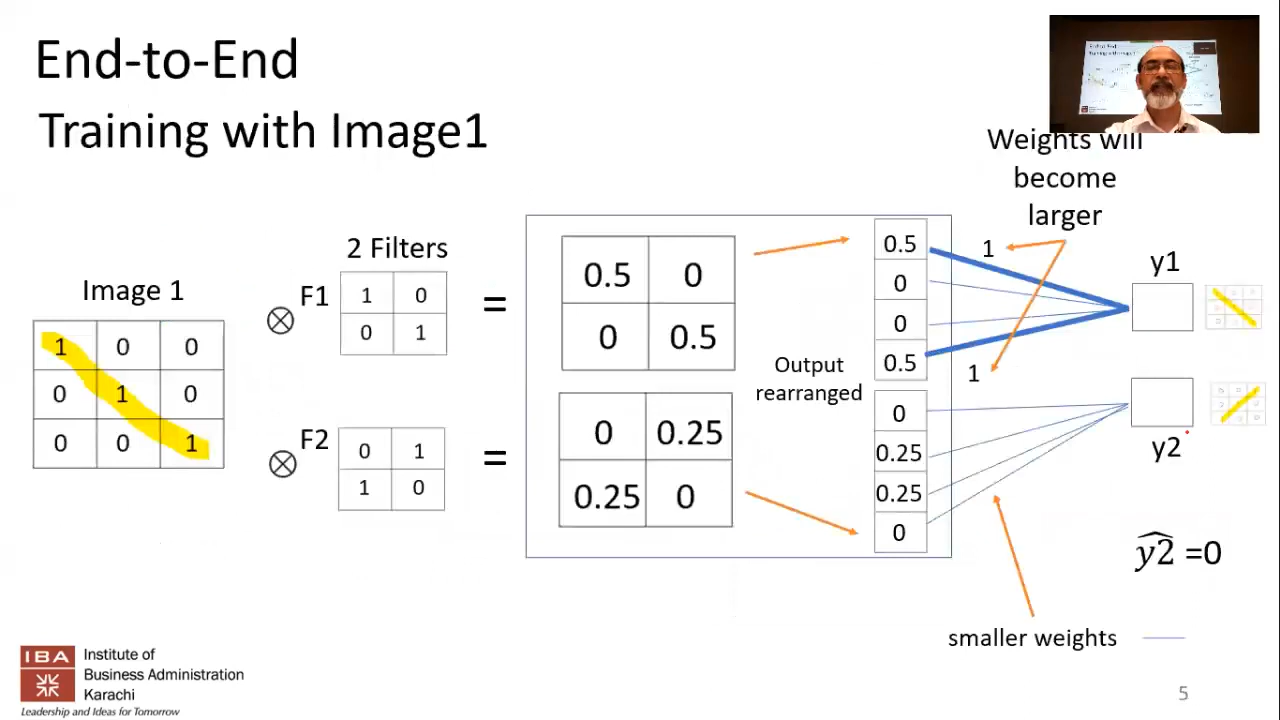 End-to-End
Training with Image1
Weights will
become
larger
2 Filters
Image 1
1 0 0
0 1 0
0 0 1
F1
1 0
0 1
F2
0 1
1 0
=
=
0.5 0
0 0.5
0 0.25
0.25 0
Output
rearranged
0.5
0
0
0.5
0
0.25
0.25
0
1
1
y1
y2
ŷ2 =0
smaller weights
IBA
Institute of
Business Administration
Karachi
Leadership and Ideas for Tomorrow
5